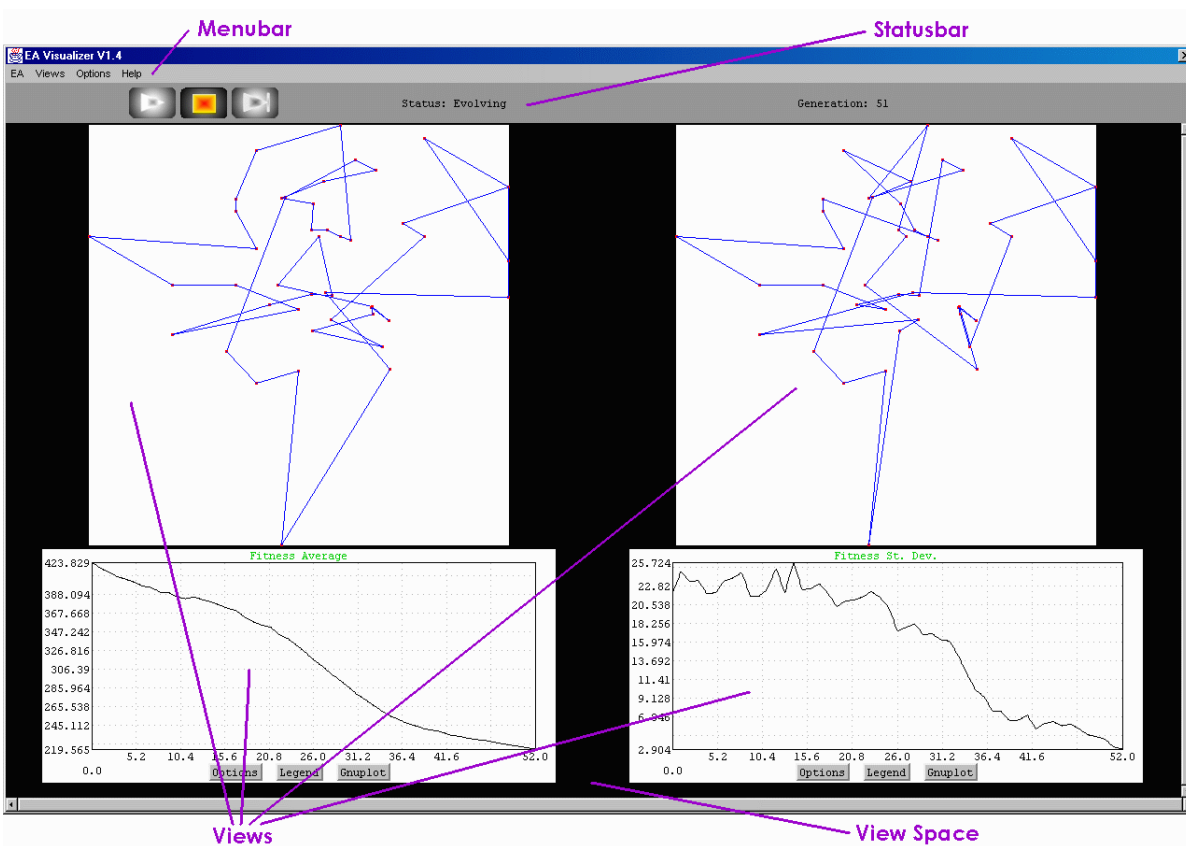 Menubar
Statusbar
EA Visualizer V1.4
EA Views Options Help
Status: Evolving
Generation: 51
Fitness Average
423.829
388.094
367.668
347.242
326.816
306.39
285.964
265.538
245.112
219.565
5.2 10.4 15.6 20.8 26.0 31.2 36.4 41.6 52.0
0.0
Options Legend Gnuplot
Fitness St. Dev.
25.724
22.82
20.538
18.256
15.974
13.692
11.41
9.128
6.846
2.904
5.2 10.4 15.6 20.8 26.0 31.2 36.4 41.6 52.0
0.0
Options Legend Gnuplot
Views
View Space